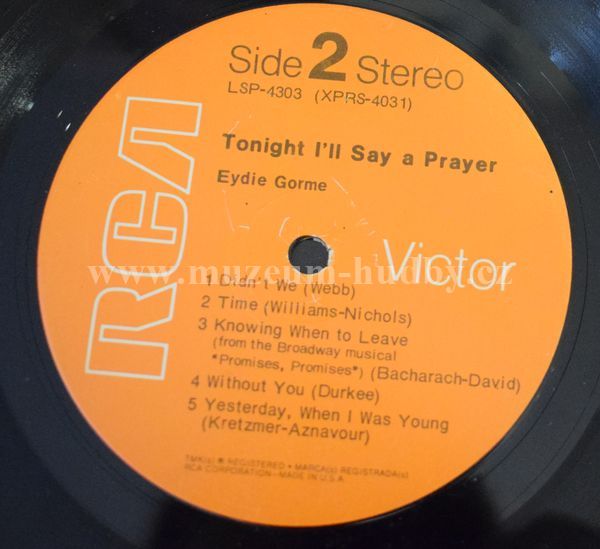 Side 2 Stereo
LSP-4303 (XPRS-4031)
Tonight I'll Say a Prayer
Eydie Gorme
RCA
Victor
www.muzeum-hudby.cz
1 Didn't We (Webb)
2 Time (Williams-Nichols)
3 Knowing When to Leave
(from the Broadway musical
"Promises, Promises") (Bacharach-David)
4 Without You (Durkee)
5 Yesterday, When I Was Young
(Kretzmer-Aznavour)
TMK(s) ® REGISTERED • MARCA(s) REGISTRADA(s)
RCA CORPORATION - MADE IN U.S.A.